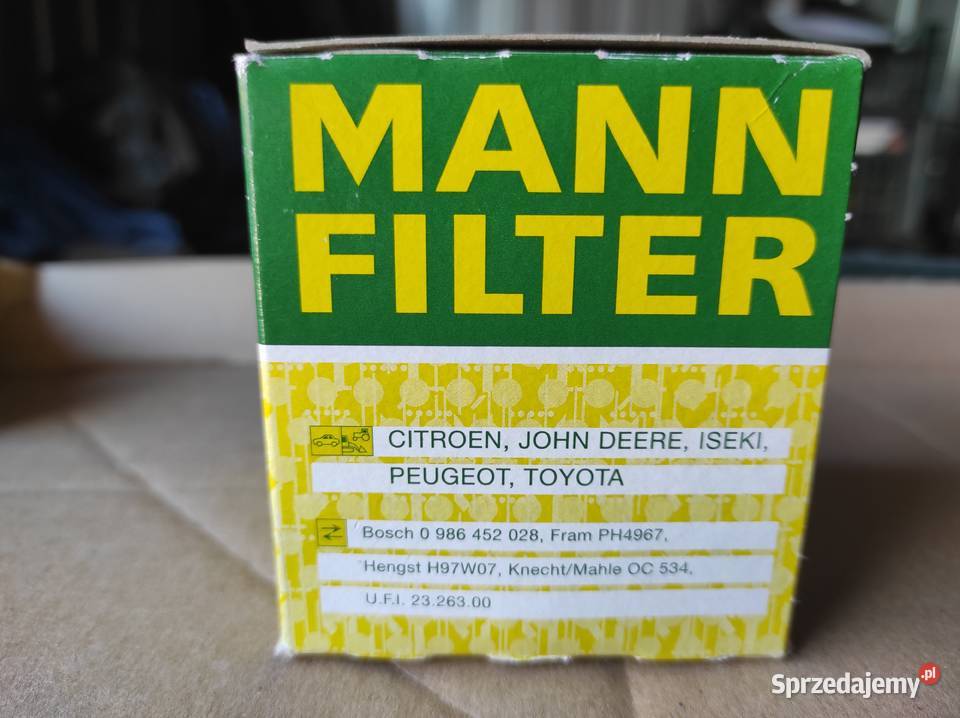 MANN
FILTER
CITROEN, JOHN DEERE, ISEKI,
PEUGEOT, TOYOTA
Bosch 0 986 452 028, Fram PH4967,
Hengst H97W07, Knecht/Mahle OC 534,
U.F.I. 23.263.00
Sprzedajemy.pl